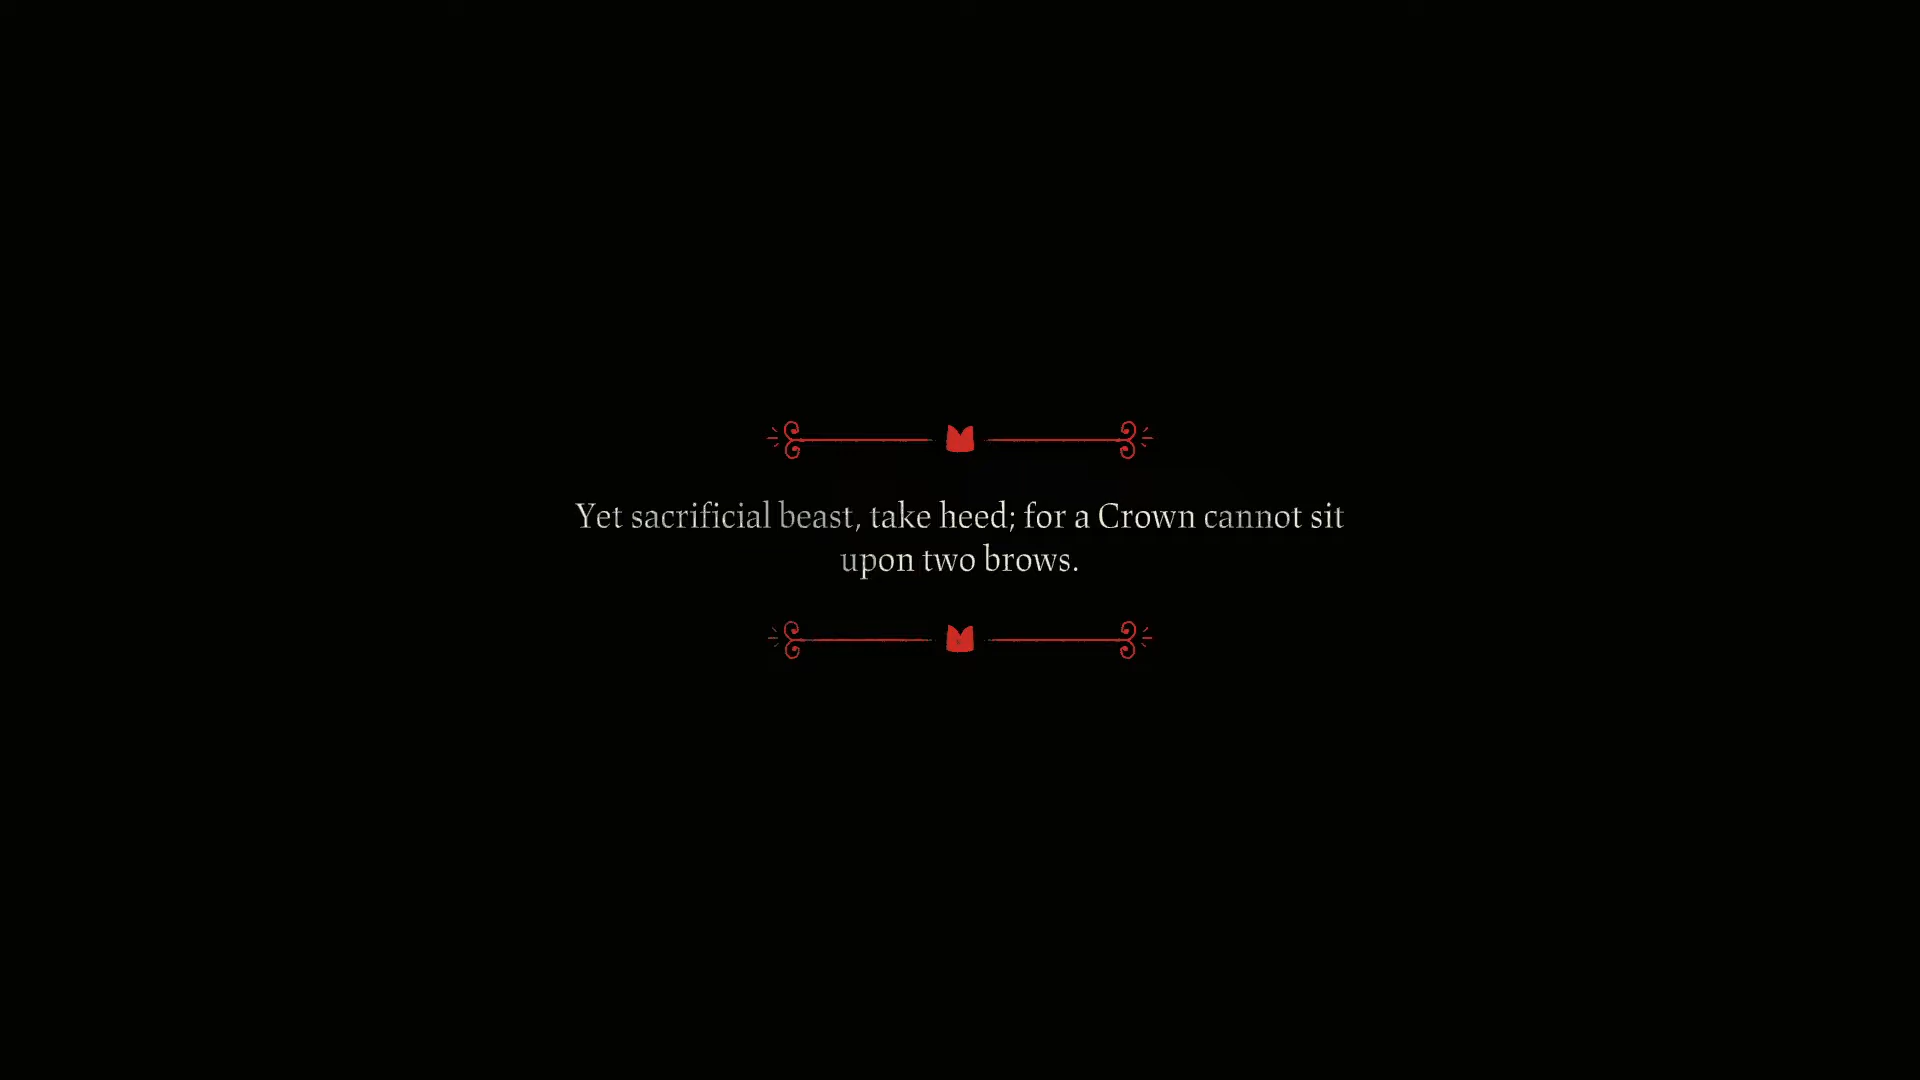 Yet sacrificial beast, take heed; for a Crown cannot sit
upon two brows.